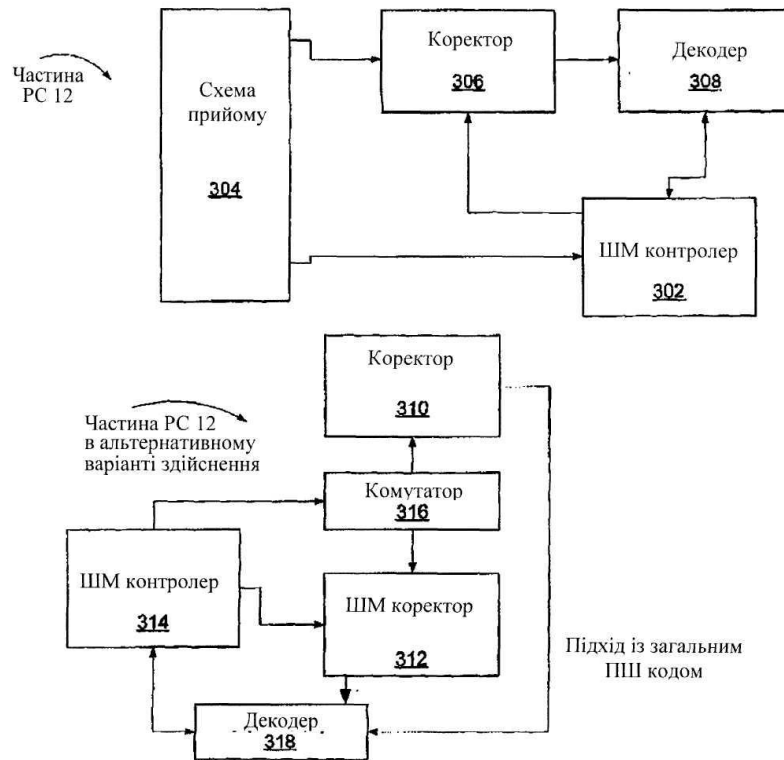 Частина
РС 12
Схема
прийому
304
Коректор
306
Декодер
308
ШМ контролер
302
Частина РС 12
в альтернативному
варіанті здійснення
Коректор
310
Комутатор
316
ШМ контролер
314
ШМ коректор
312
Декодер
318
Підхід із загальним
ПШ кодом